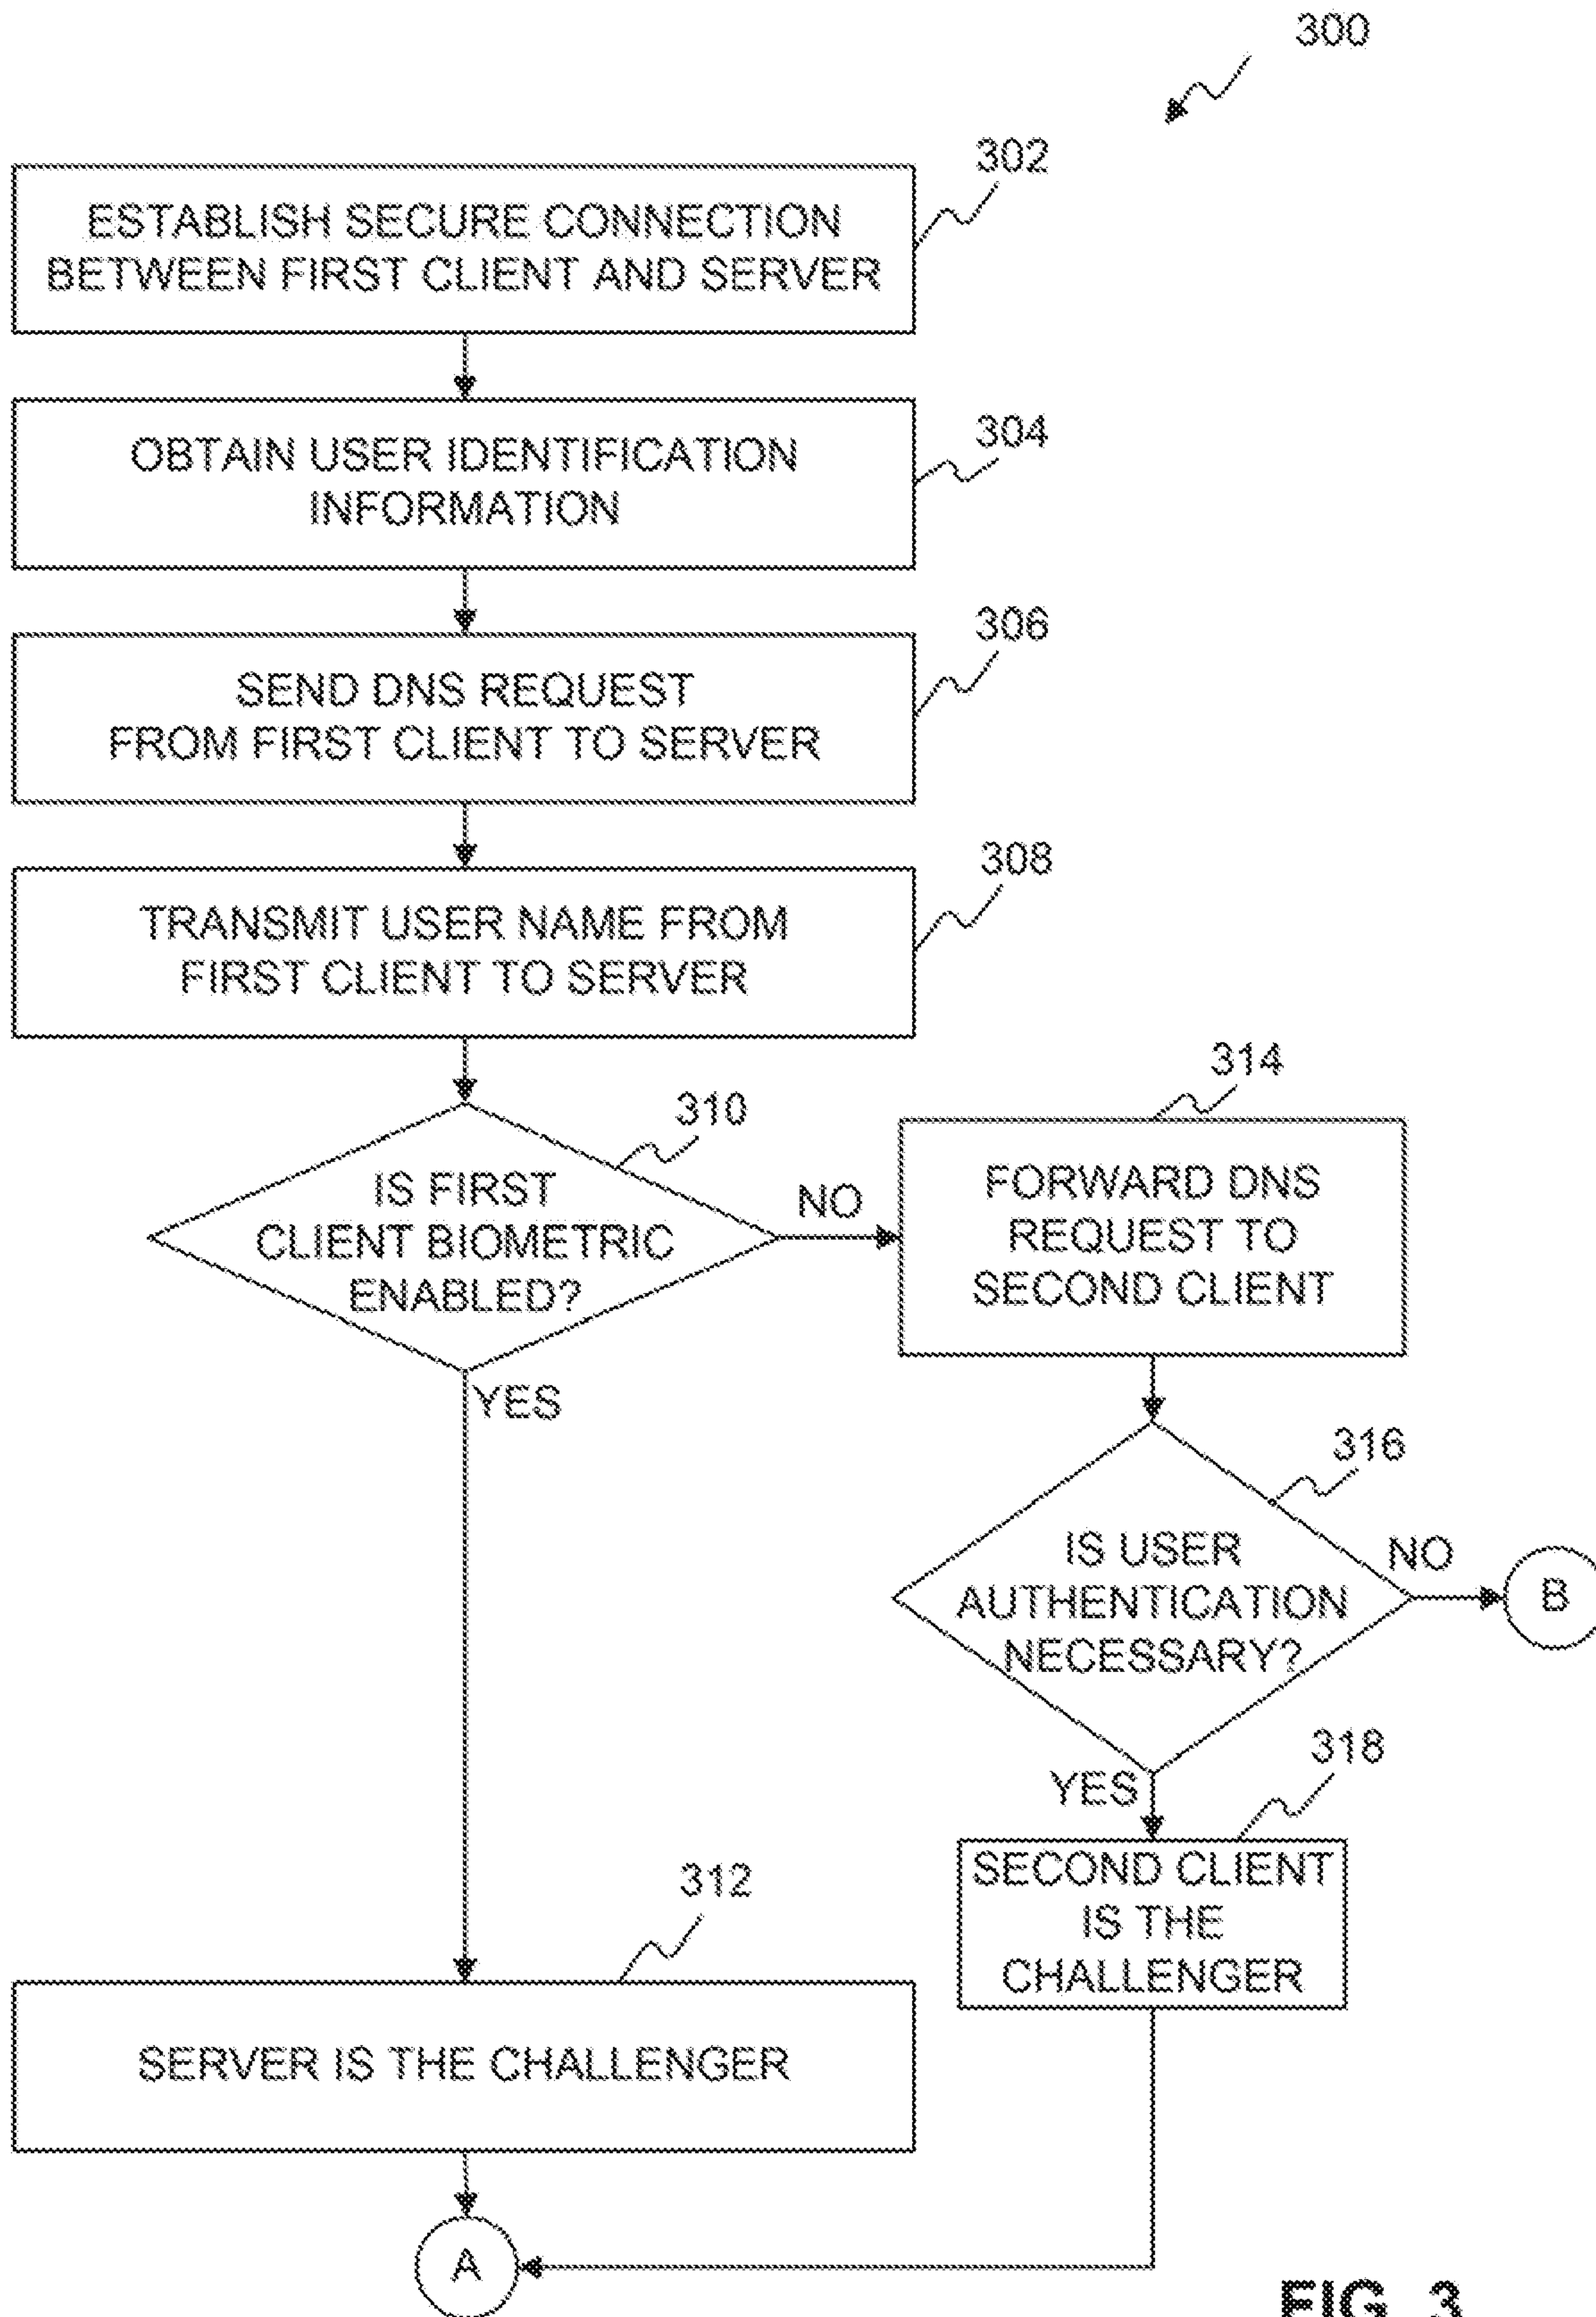 300
302
ESTABLISH SECURE CONNECTION
BETWEEN FIRST CLIENT AND SERVER
304
OBTAIN USER IDENTIFICATION
INFORMATION
306
SEND DNS REQUEST
FROM FIRST CLIENT TO SERVER
308
TRANSMIT USER NAME FROM
FIRST CLIENT TO SERVER
310
IS FIRST
CLIENT BIOMETRIC
ENABLED?
NO
YES
314
FORWARD DNS
REQUEST TO
SECOND CLIENT
316
IS USER
AUTHENTICATION
NECESSARY?
NO
B
YES
318
SECOND CLIENT
IS THE
CHALLENGER
312
SERVER IS THE CHALLENGER
A
FIG. 3